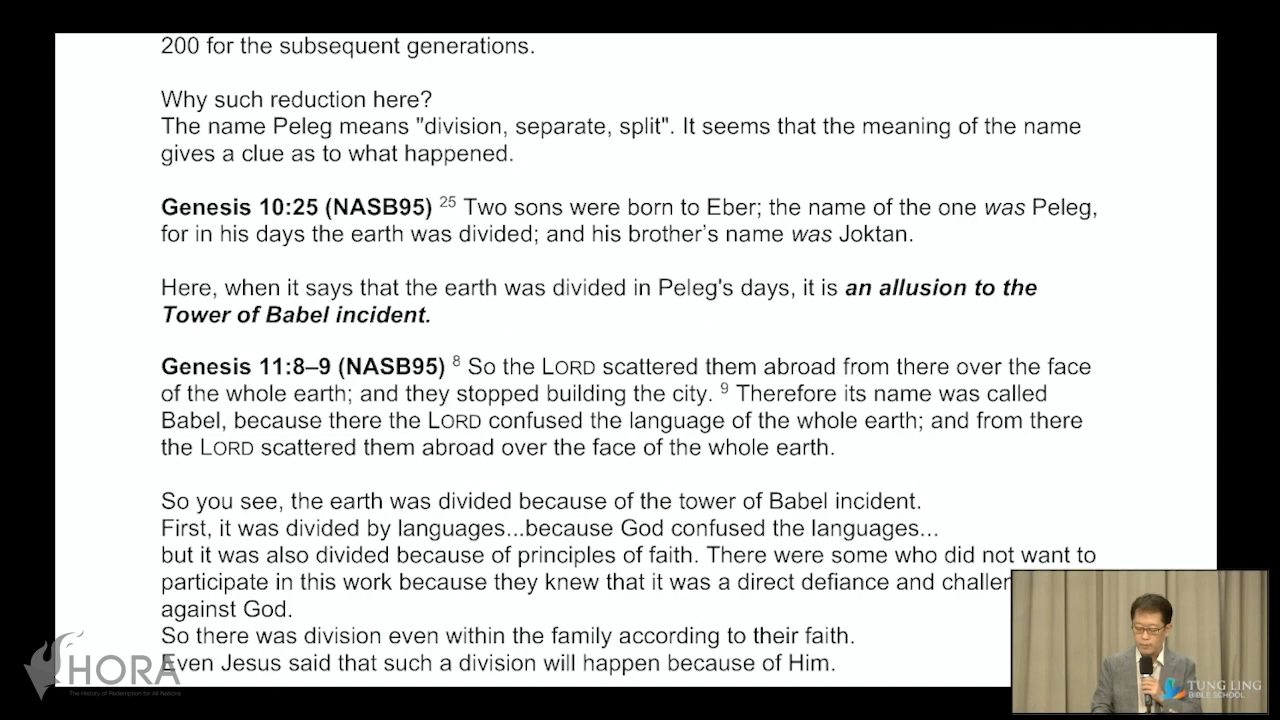 200 for the subsequent generations.
Why such reduction here?
The name Peleg means "division, separate, split". It seems that the meaning of the name
gives a clue as to what happened.
Genesis 10:25 (NASB95) 25 Two sons were born to Eber; the name of the one was Peleg,
for in his days the earth was divided; and his brother’s name was Joktan.
Here, when it says that the earth was divided in Peleg's days, it is an allusion to the
Tower of Babel incident.
Genesis 11:8–9 (NASB95) 8 So the LORD scattered them abroad from there over the face
of the whole earth; and they stopped building the city. 9 Therefore its name was called
Babel, because there the LORD confused the language of the whole earth; and from there
the LORD scattered them abroad over the face of the whole earth.
So you see, the earth was divided because of the tower of Babel incident.
First, it was divided by languages...because God confused the languages...
but it was also divided because of principles of faith. There were some who did not want to
participate in this work because they knew that it was a direct defiance and
against God.
So there was division even within the family according to their faith.
Even Jesus said that such a division will happen because of Him.
HORA
The History of Redemption for All Nations
TUNG LING
BIBLE SCHOOL